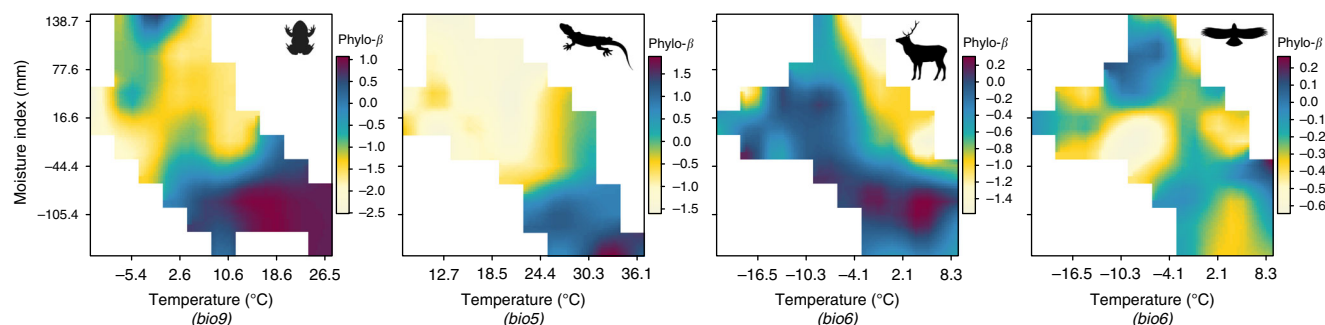 Moisture index (mm)
138.7
77.6
16.6
−44.4
−105.4
−5.4 2.6 10.6 18.6 26.5
Temperature (°C)
(bio9)
Phylo-β
1.0
0.5
0.0
−0.5
−1.0
−1.5
−2.0
−2.5
12.7 18.5 24.4 30.3 36.1
Temperature (°C)
(bio5)
Phylo-β
1.5
1.0
0.5
0.0
−0.5
−1.0
−1.5
−16.5 −10.3 −4.1 2.1 8.3
Temperature (°C)
(bio6)
Phylo-β
0.2
0.0
−0.2
−0.4
−0.6
−0.8
−1.0
−1.2
−1.4
−16.5 −10.3 −4.1 2.1 8.3
Temperature (°C)
(bio6)
Phylo-β
0.2
0.1
0.0
−0.1
−0.2
−0.3
−0.4
−0.5
−0.6